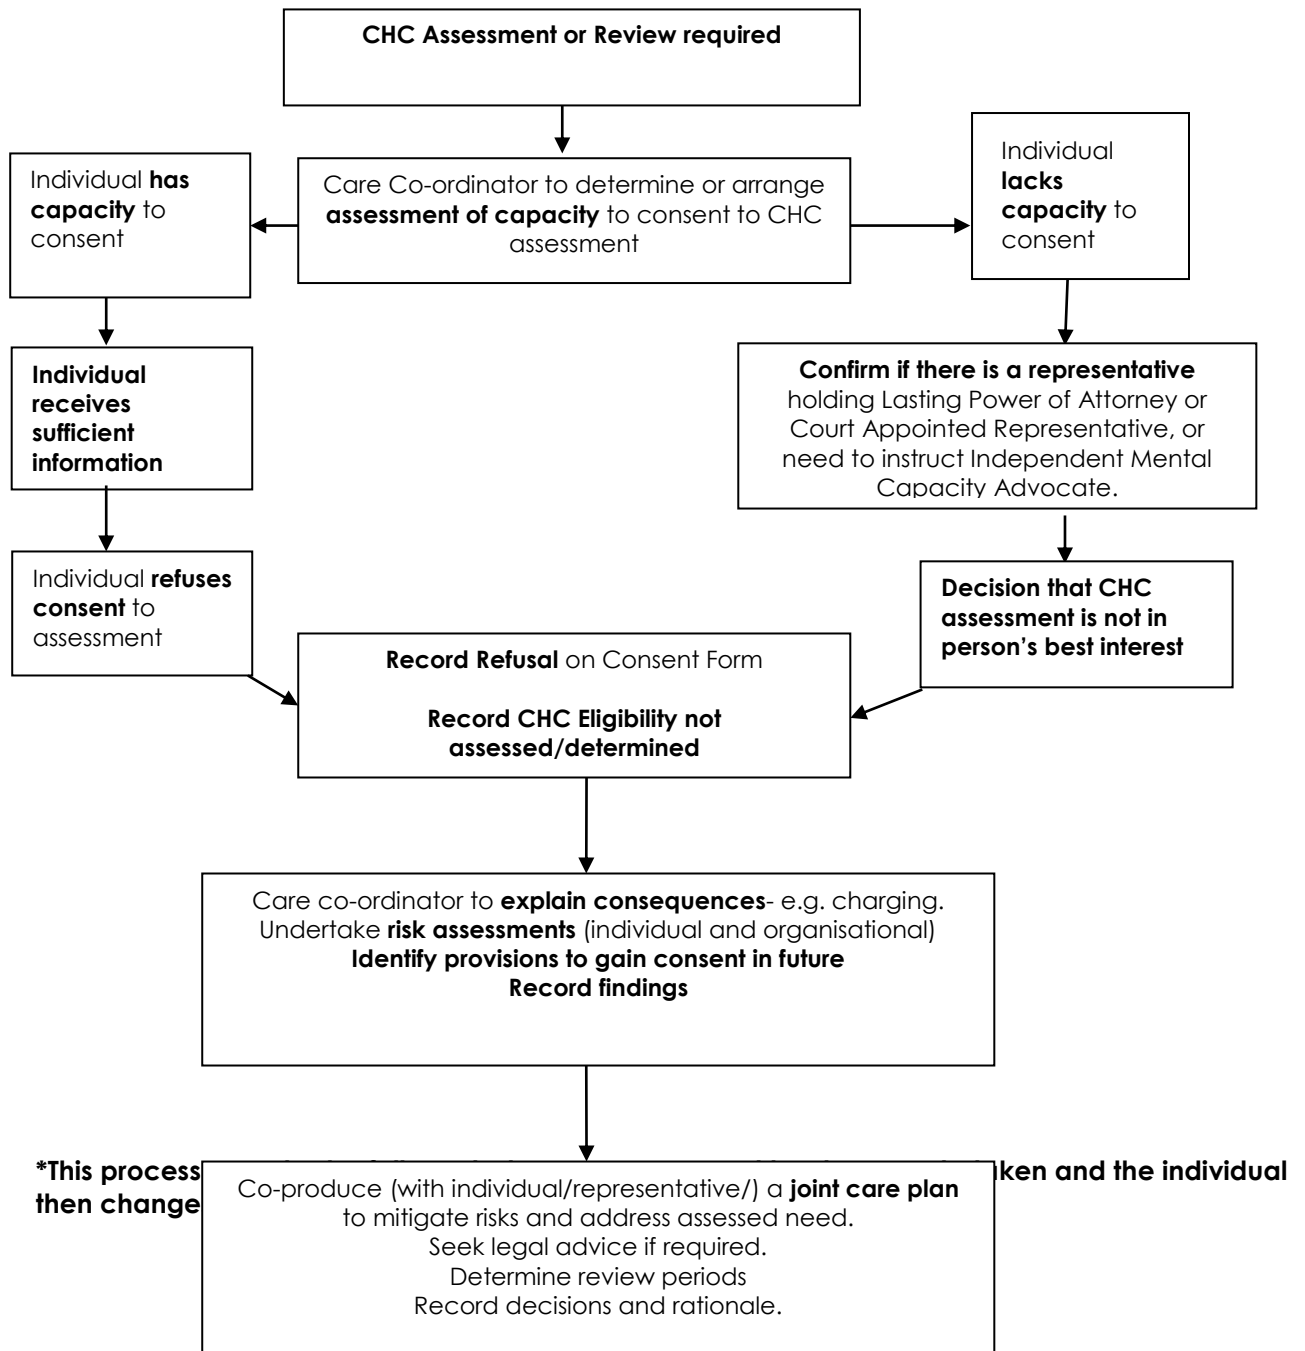 CHC Assessment or Review required
Individual has
capacity to
consent
Care Co-ordinator to determine or arrange
assessment of capacity to consent to CHC
assessment
Individual
lacks
capacity to
consent
Individual
receives
sufficient
information
Confirm if there is a representative
holding Lasting Power of Attorney or
Court Appointed Representative, or
need to instruct Independent Mental
Capacity Advocate.
Individual refuses
consent to
assessment
Decision that CHC
assessment is not in
person’s best interest
Record Refusal on Consent Form
Record CHC Eligibility not
assessed/determined
Care co-ordinator to explain consequences- e.g. charging.
Undertake risk assessments (individual and organisational)
Identify provisions to gain consent in future
Record findings
*This process
then change
and the individual
Co-produce (with individual/representative/) a joint care plan
to mitigate risks and address assessed need.
Seek legal advice if required.
Determine review periods
Record decisions and rationale.